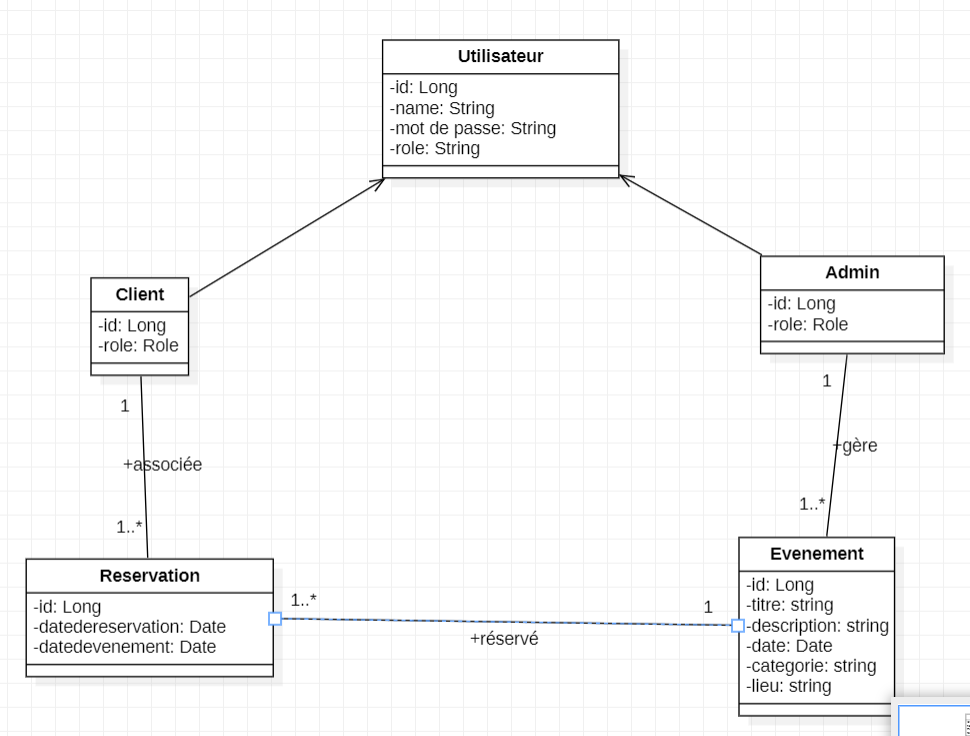 Utilisateur
-id: Long
-name: String
-mot de passe: String
-role: String
Client
-id: Long
-role: Role
Admin
-id: Long
-role: Role
1
+associée
1..*
1
+gère
1..*
Reservation
-id: Long
-datedereservation: Date
-datedevenement: Date
1..*
1
+réservé
Evenement
-id: Long
-titre: string
-description: string
-date: Date
-categorie: string
-lieu: string